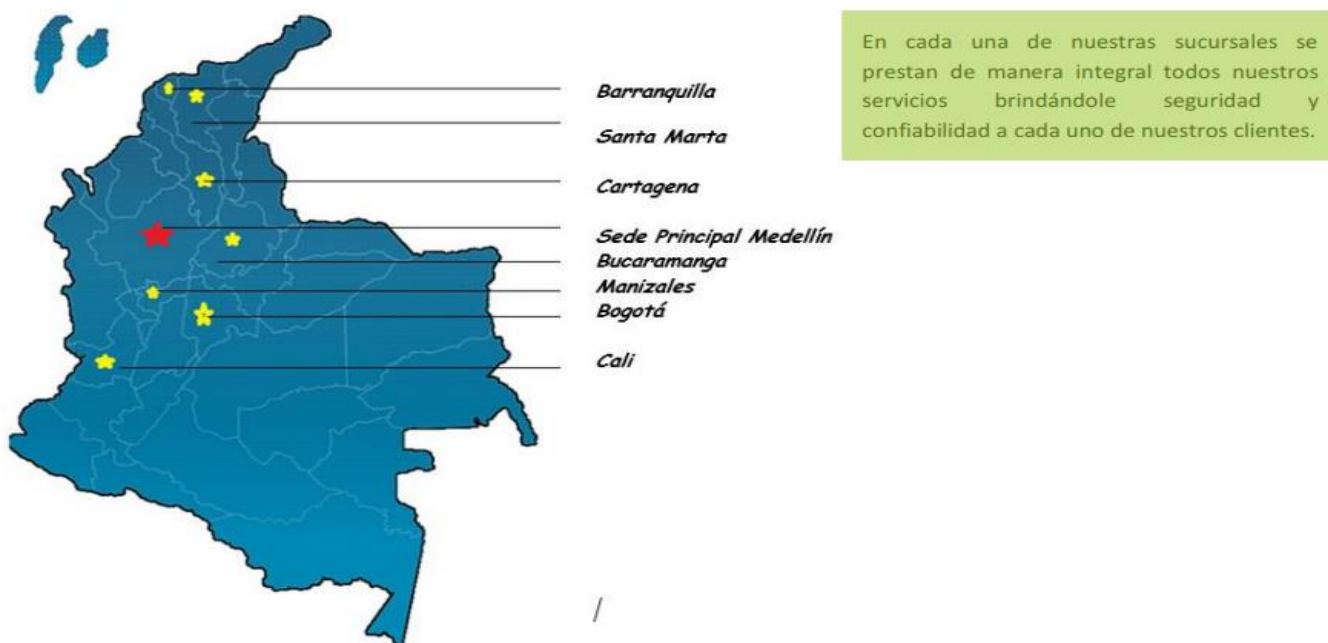 Barranquilla
Santa Marta
Cartagena
Sede Principal Medellín
Bucaramanga
Manizales
Bogotá
Cali
/
En cada una de nuestras sucursales se
prestan de manera integral todos nuestros
servicios brindándole seguridad y
confiabilidad a cada uno de nuestros clientes.